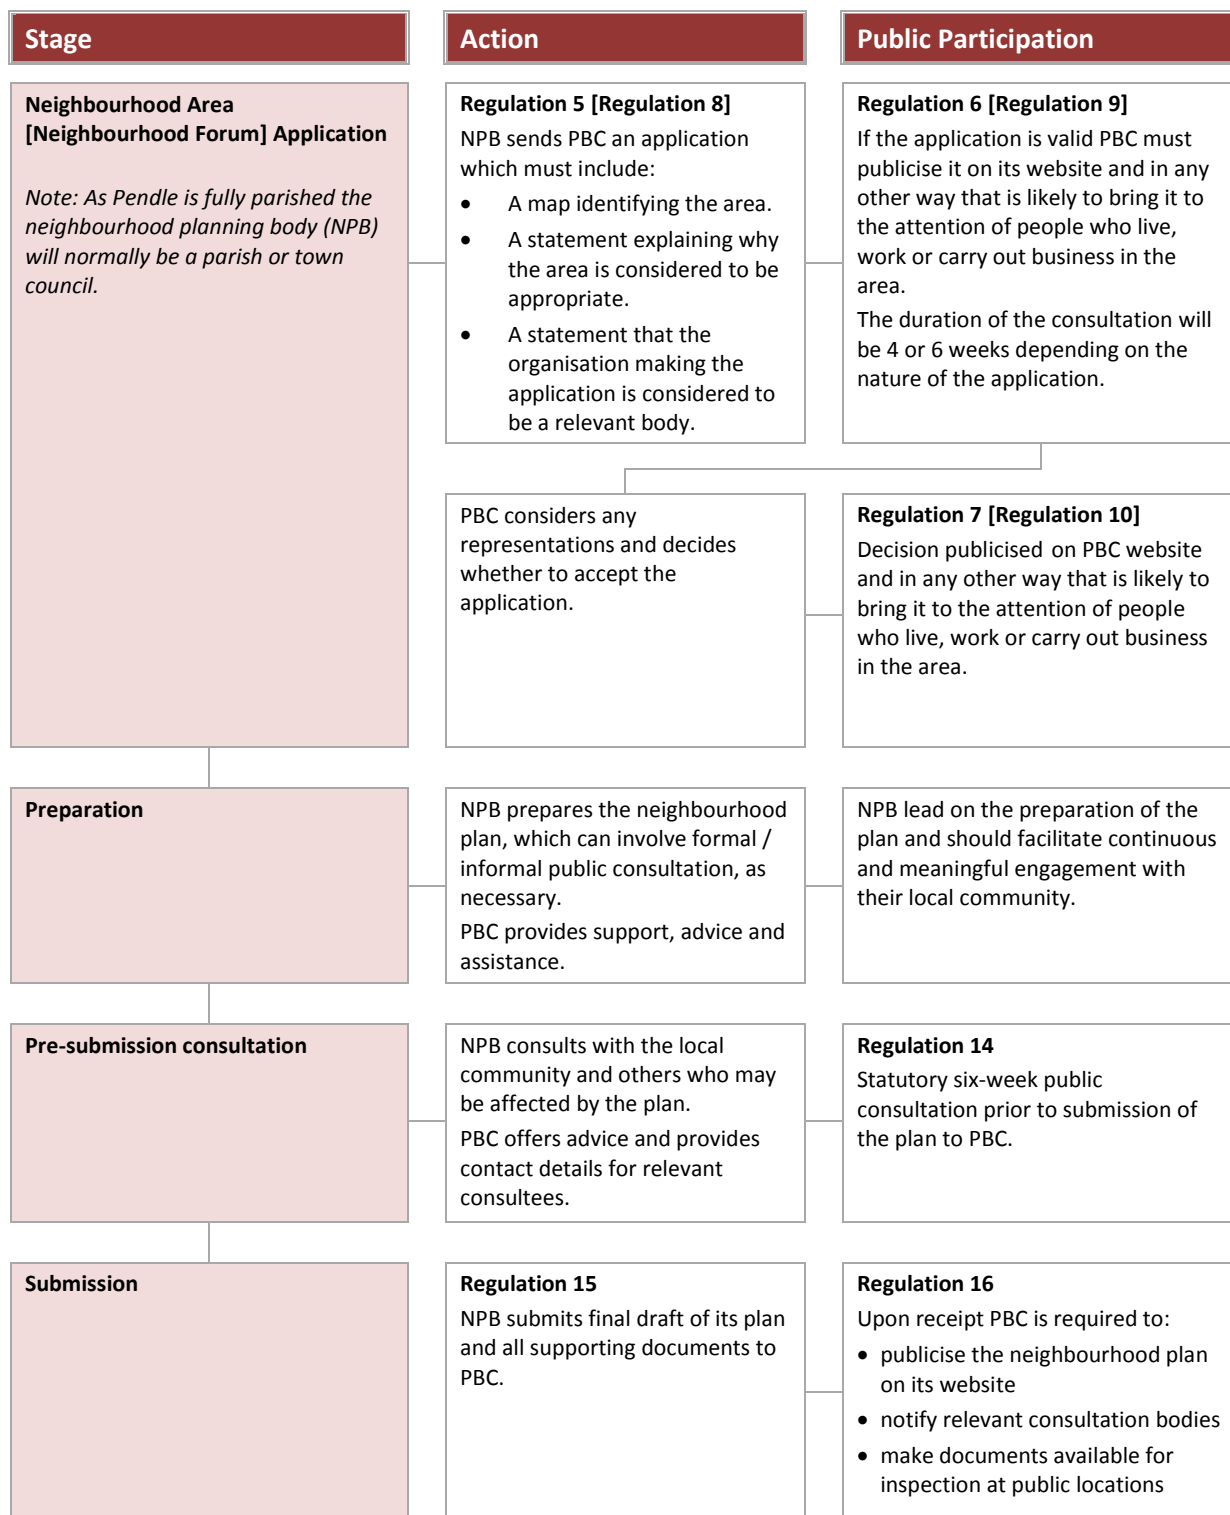 Stage
Action
Public Participation
Neighbourhood Area
[Neighbourhood Forum] Application
Note: As Pendle is fully parished the
neighbourhood planning body (NPB)
will normally be a parish or town
council.
Regulation 5 [Regulation 8]
NPB sends PBC an application
which must include:
• A map identifying the area.
• A statement explaining why
the area is considered to be
appropriate.
• A statement that the
organisation making the
application is considered to
be a relevant body.
Regulation 6 [Regulation 9]
If the application is valid PBC must
publicise it on its website and in any
other way that is likely to bring it to
the attention of people who live,
work or carry out business in the
area.
The duration of the consultation will
be 4 or 6 weeks depending on the
nature of the application.
PBC considers any
representations and decides
whether to accept the
application.
Regulation 7 [Regulation 10]
Decision publicised on PBC website
and in any other way that is likely to
bring it to the attention of people
who live, work or carry out business
in the area.
Preparation
NPB prepares the neighbourhood
plan, which can involve formal /
informal public consultation, as
necessary.
PBC provides support, advice and
assistance.
NPB lead on the preparation of the
plan and should facilitate continuous
and meaningful engagement with
their local community.
Pre-submission consultation
NPB consults with the local
community and others who may
be affected by the plan.
PBC offers advice and provides
contact details for relevant
consultees.
Regulation 14
Statutory six-week public
consultation prior to submission of
the plan to PBC.
Submission
Regulation 15
NPB submits final draft of its plan
and all supporting documents to
PBC.
Regulation 16
Upon receipt PBC is required to:
• publicise the neighbourhood plan
on its website
• notify relevant consultation bodies
• make documents available for
inspection at public locations